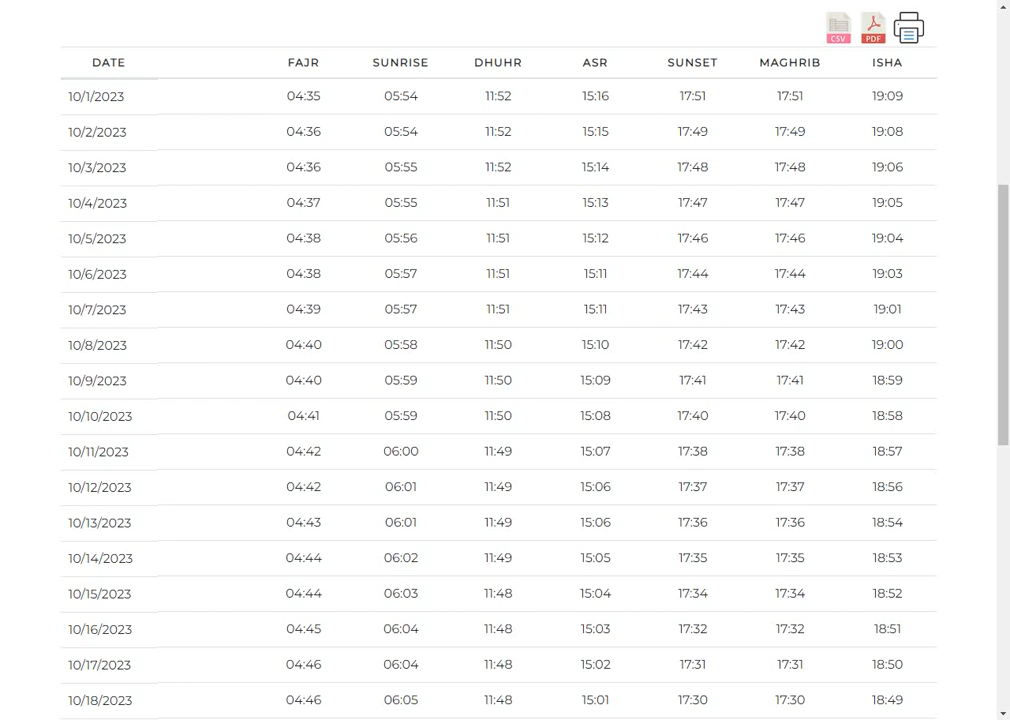 CSV PDF
DATE FAJR SUNRISE DHUHR ASR SUNSET MAGHRIB ISHA
10/1/2023 04:35 05:54 11:52 15:16 17:51 17:51 19:09
10/2/2023 04:36 05:54 11:52 15:15 17:49 17:49 19:08
10/3/2023 04:36 05:55 11:52 15:14 17:48 17:48 19:06
10/4/2023 04:37 05:55 11:51 15:13 17:47 17:47 19:05
10/5/2023 04:38 05:56 11:51 15:12 17:46 17:46 19:04
10/6/2023 04:38 05:57 11:51 15:11 17:44 17:44 19:03
10/7/2023 04:39 05:57 11:51 15:11 17:43 17:43 19:01
10/8/2023 04:40 05:58 11:50 15:10 17:42 17:42 19:00
10/9/2023 04:40 05:59 11:50 15:09 17:41 17:41 18:59
10/10/2023 04:41 05:59 11:50 15:08 17:40 17:40 18:58
10/11/2023 04:42 06:00 11:49 15:07 17:38 17:38 18:57
10/12/2023 04:42 06:01 11:49 15:06 17:37 17:37 18:56
10/13/2023 04:43 06:01 11:49 15:06 17:36 17:36 18:54
10/14/2023 04:44 06:02 11:49 15:05 17:35 17:35 18:53
10/15/2023 04:44 06:03 11:48 15:04 17:34 17:34 18:52
10/16/2023 04:45 06:04 11:48 15:03 17:32 17:32 18:51
10/17/2023 04:46 06:04 11:48 15:02 17:31 17:31 18:50
10/18/2023 04:46 06:05 11:48 15:01 17:30 17:30 18:49